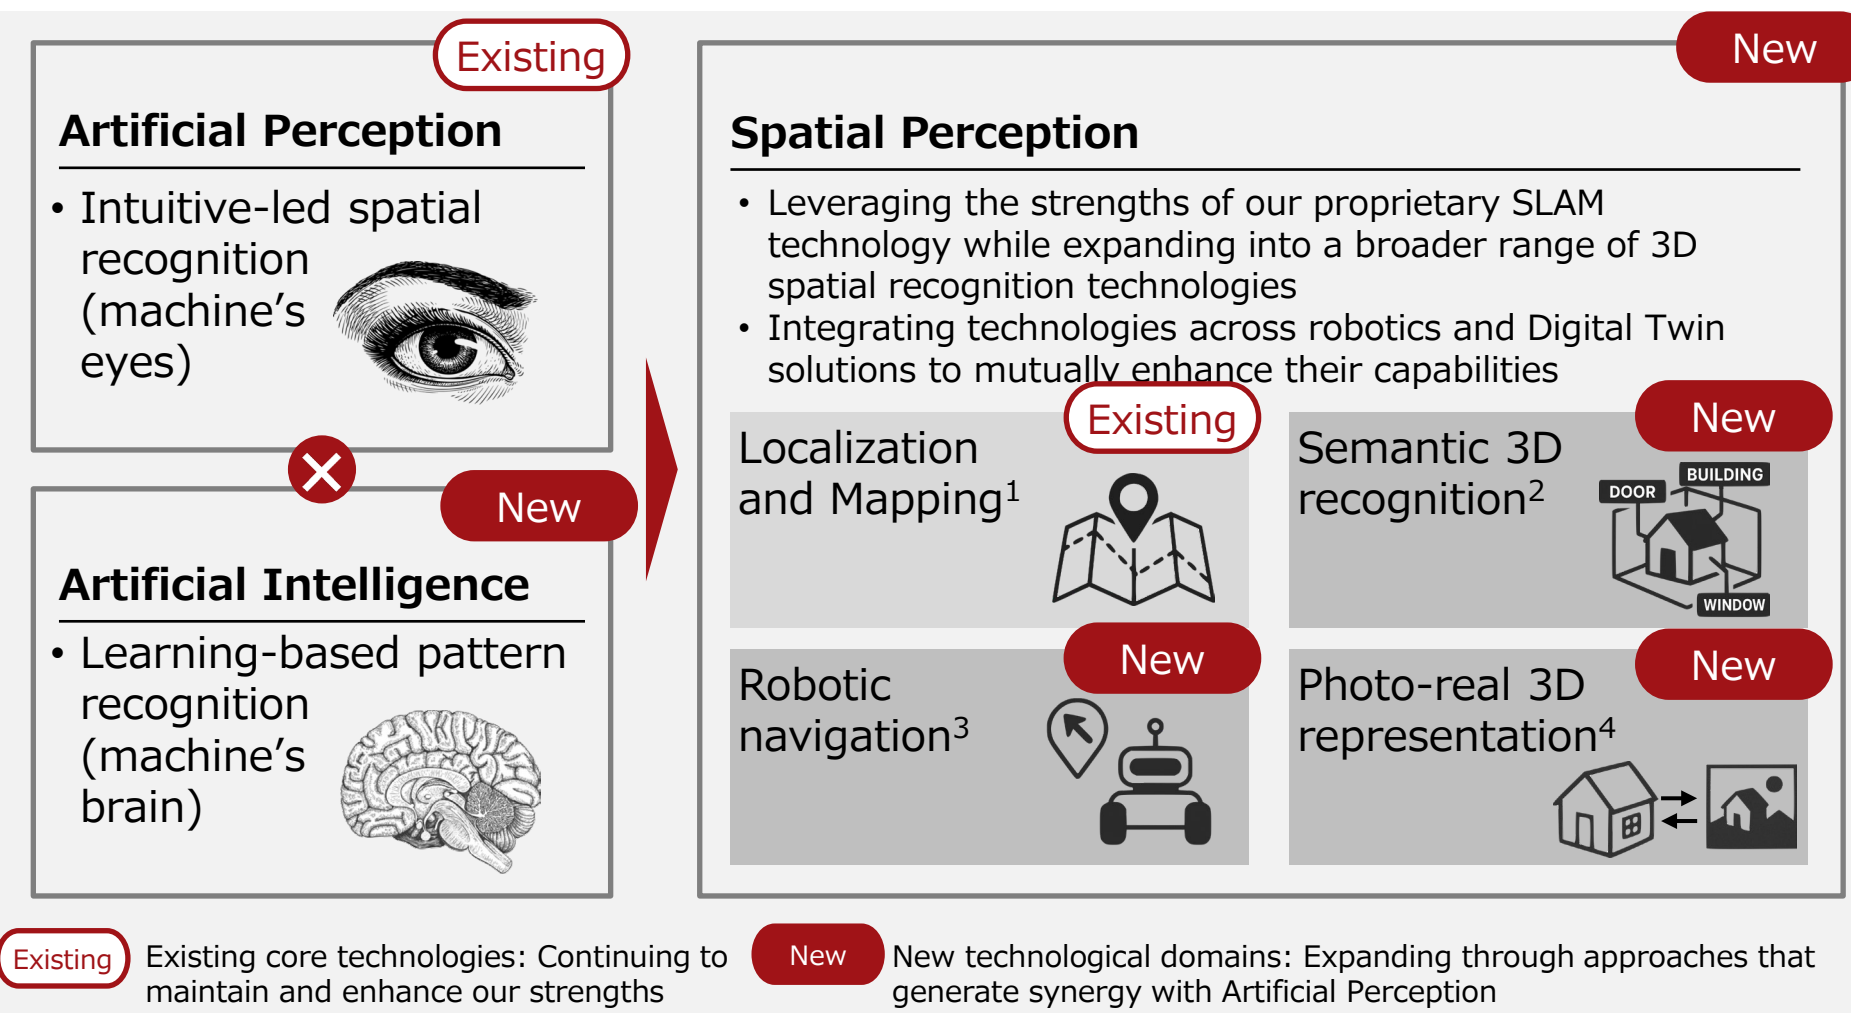 Existing
Artificial Perception
• Intuitive-led spatial
recognition
(machine’s
eyes)
New
Artificial Intelligence
• Learning-based pattern
recognition
(machine’s
brain)
New
Spatial Perception
• Leveraging the strengths of our proprietary SLAM
technology while expanding into a broader range of 3D
spatial recognition technologies
• Integrating technologies across robotics and Digital Twin
solutions to mutually enhance their capabilities
Existing
Localization
and Mapping¹
New
Semantic 3D
recognition²
BUILDING
DOOR
WINDOW
New
Robotic
navigation³
New
Photo-real 3D
representation⁴
Existing
Existing core technologies: Continuing to
maintain and enhance our strengths
New
New technological domains: Expanding through approaches that
generate synergy with Artificial Perception